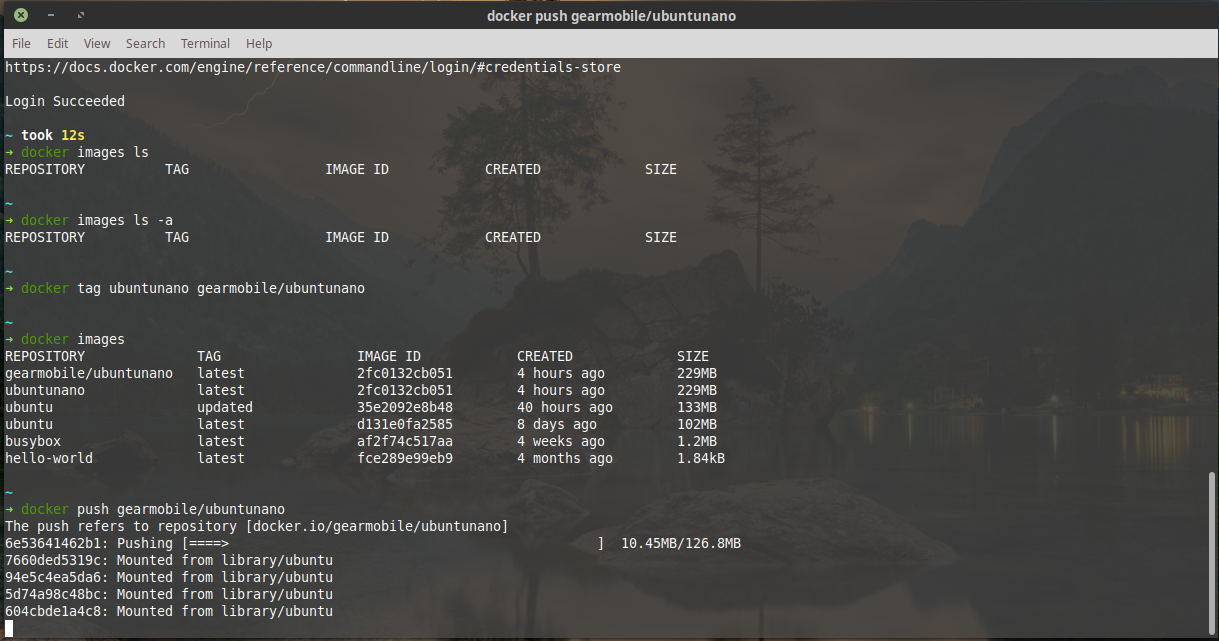 docker push gearmobile/ubuntunano
File Edit View Search Terminal Help
https://docs.docker.com/engine/reference/commandline/login/#credentials-store
Login Succeeded
~ took 12s
➜ docker images ls
REPOSITORY TAG IMAGE ID CREATED SIZE
~
➜ docker images ls -a
REPOSITORY TAG IMAGE ID CREATED SIZE
~
➜ docker tag ubuntunano gearmobile/ubuntunano
~
➜ docker images
REPOSITORY TAG IMAGE ID CREATED SIZE
gearmobile/ubuntunano latest 2fc0132cb051 4 hours ago 229MB
ubuntunano latest 2fc0132cb051 4 hours ago 229MB
ubuntu updated 35e2092e8b48 40 hours ago 133MB
ubuntu latest d131e0fa2585 8 days ago 102MB
busybox latest af2f74c517aa 4 weeks ago 1.2MB
hello-world latest fce289e99eb9 4 months ago 1.84kB
~
➜ docker push gearmobile/ubuntunano
The push refers to repository [docker.io/gearmobile/ubuntunano]
6e53641462b1: Pushing [====> ] 10.45MB/126.8MB
7660ded5319c: Mounted from library/ubuntu
94e5c4ea5da6: Mounted from library/ubuntu
5d74a98c48bc: Mounted from library/ubuntu
604cbde1a4c8: Mounted from library/ubuntu